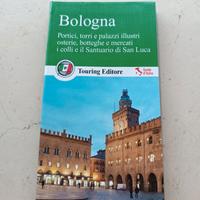 Bologna
Portici, torri e palazzi illustri
osterie, botteghe e mercati
i colli e il Santuario di San Luca
Touring Editore